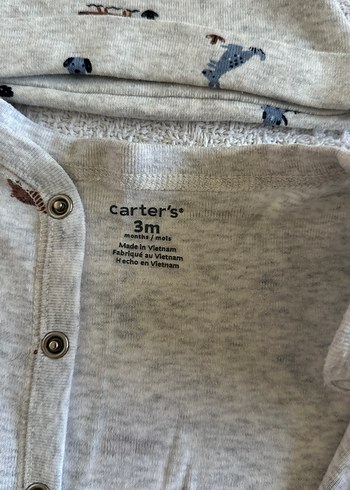 carter's®
3m
months / mois
Made in Vietnam
Fabriqué au Vietnam
Hecho en Vietnam